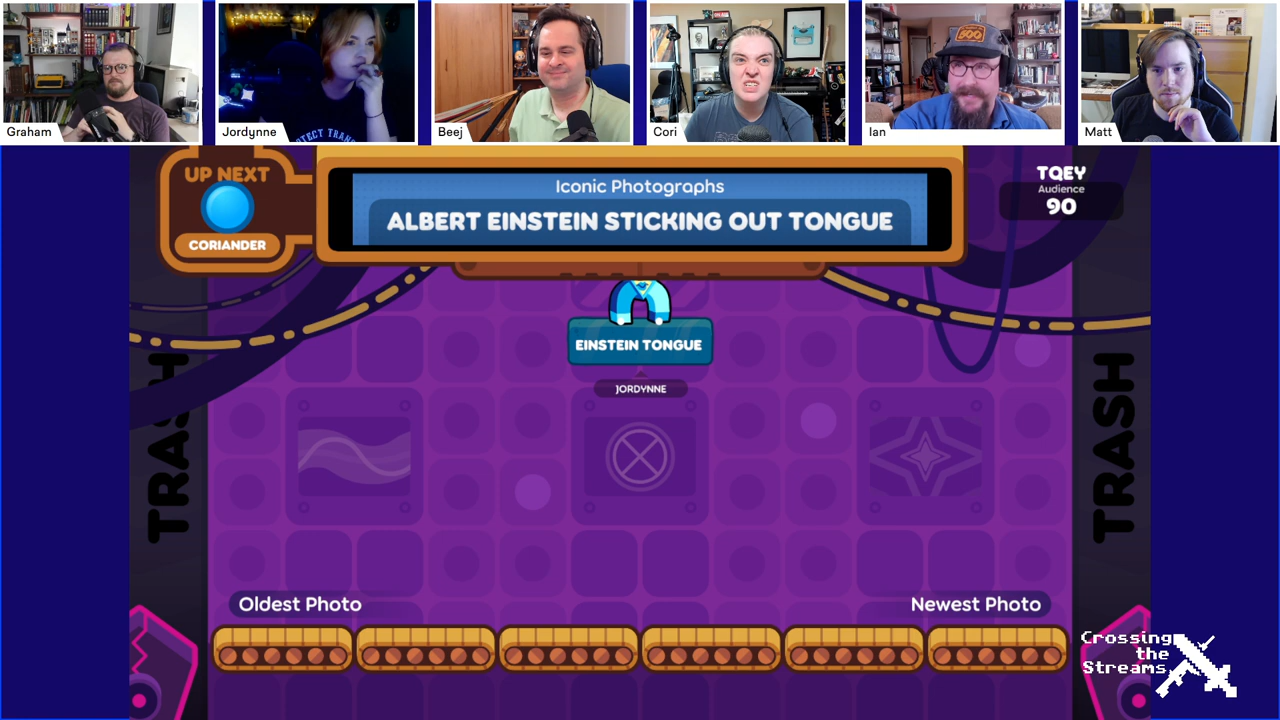 Graham
Jordynne
Beej
Cori
Ian
Matt
UP NEXT
CORIANDER
Iconic Photographs
ALBERT EINSTEIN STICKING OUT TONGUE
TQEY
Audience
90
EINSTEIN TONGUE
JORDYNNE
TRASH
TRASH
Oldest Photo
Newest Photo
Crossing
the
Streams